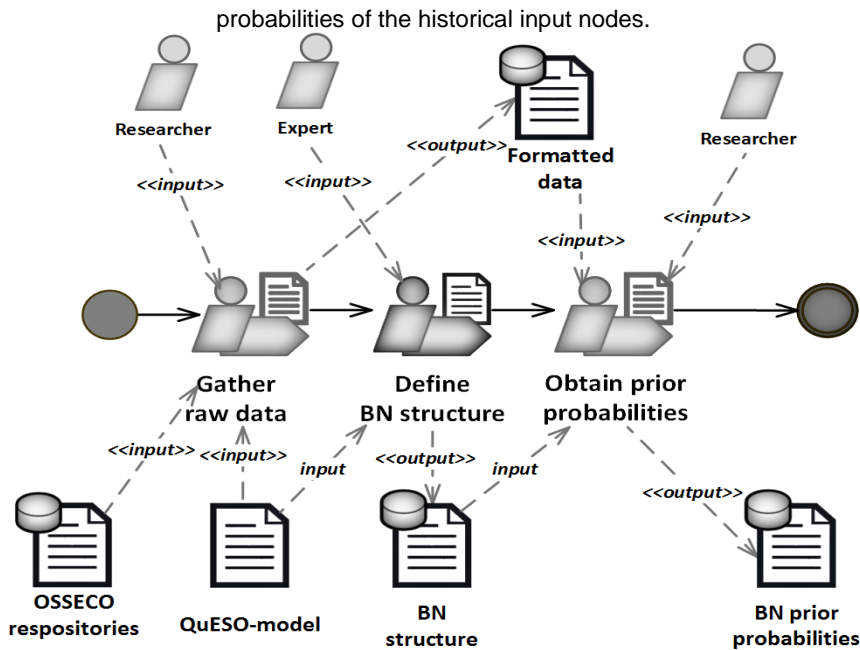 probabilities of the historical input nodes.
Researcher
Expert
Researcher
<<output>>
Formatted
data
<<input>>
<<input>>
<<input>>
<<input>>
Gather
raw data
Define
BN structure
Obtain prior
probabilities
<<input>>
<<input>>
input
<<output>>
input
<<output>>
OSSECO
respositories
QuESO-model
BN
structure
BN prior
probabilities